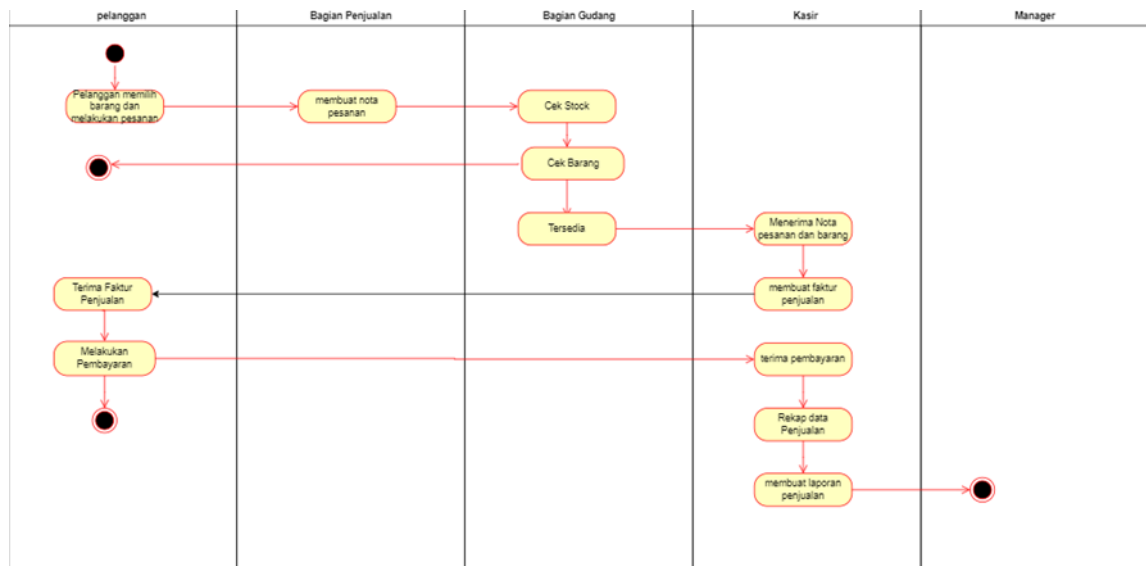 pelanggan
Bagian Penjualan
Bagian Gudang
Kasir
Manager
Pelanggan memilih
barang dan
melakukan pesanan
membuat nota
pesanan
Cek Stock
Cek Barang
Tersedia
Menerima Nota
pesanan dan barang
Terima Faktur
Penjualan
membuat faktur
penjualan
Melakukan
Pembayaran
terima pembayaran
Rekap data
Penjualan
membuat laporan
penjualan